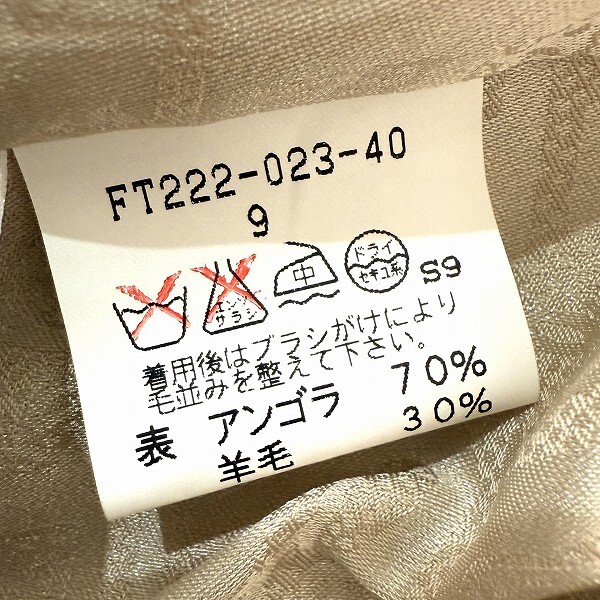 FT222-023-40
9
エンソ サラシ 中 ドライ セキユ系 S9
着用後はブラシがけにより
毛並みを整えて下さい。
表 アンゴラ 70%
羊毛 30%